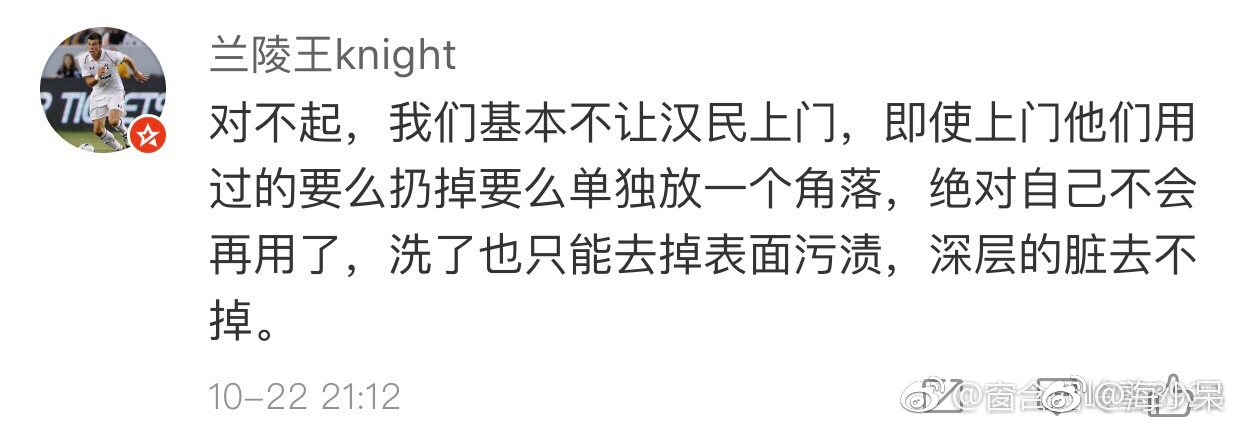 兰陵王knight
对不起，我们基本不让汉民上门，即使上门他们用
过的要么扔掉要么单独放一个角落，绝对自己不会
再用了，洗了也只能去掉表面污渍，深层的脏去不
掉。
10-22 21:12